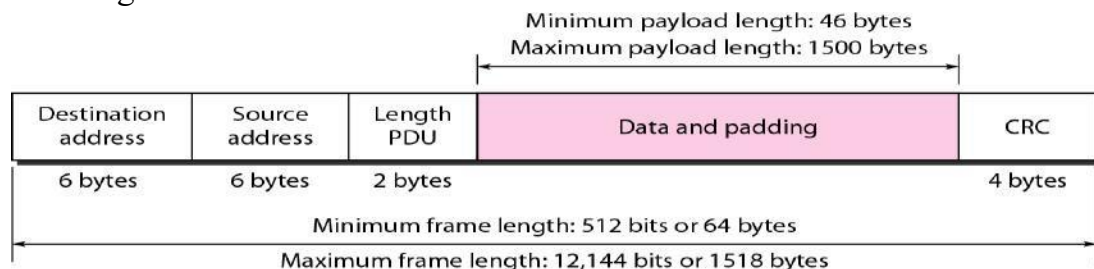 Minimum payload length: 46 bytes
Maximum payload length: 1500 bytes
Destination address
Source address
Length PDU
Data and padding
CRC
6 bytes
6 bytes
2 bytes
4 bytes
Minimum frame length: 512 bits or 64 bytes
Maximum frame length: 12,144 bits or 1518 bytes